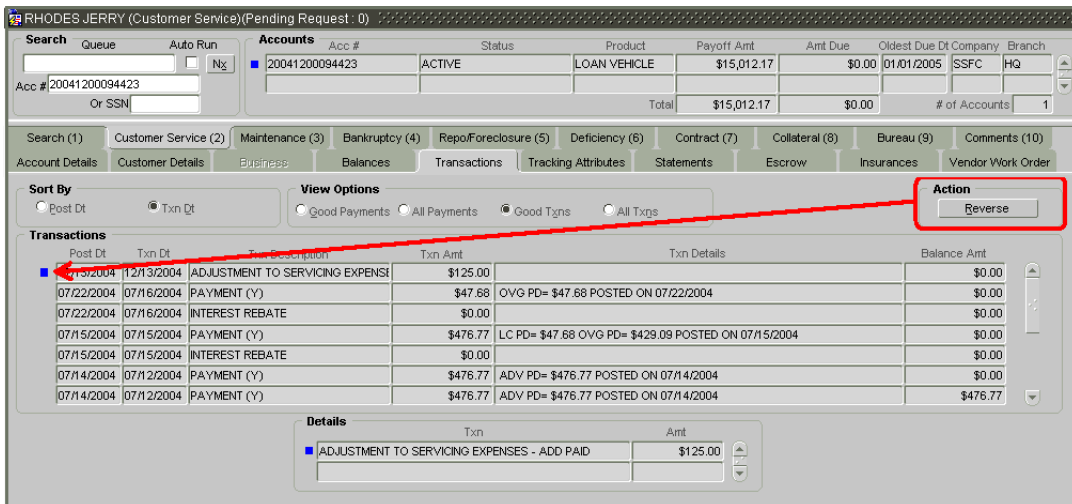 RHODES JERRY (Customer Service)(Pending Request : 0)
Search Queue Auto Run Accounts Acc # Status Product Payoff Amt Amt Due Oldest Due Dt Company Branch
Nx 20041200094423 ACTIVE LOAN VEHICLE $15,012.17 $0.00 01/01/2005 SSFC HQ
Acc # 20041200094423
Or SSN Total $15,012.17 $0.00 # of Accounts 1
Search (1) Customer Service (2) Maintenance (3) Bankruptcy (4) Repo/Foreclosure (5) Deficiency (6) Contract (7) Collateral (8) Bureau (9) Comments (10)
Account Details Customer Details Business Balances Transactions Tracking Attributes Statements Escrow Insurances Vendor Work Order
Sort By View Options Action
Post Dt Txn Dt Good Payments All Payments Good Txns All Txns Reverse
Transactions
Post Dt Txn Dt Txn Description Txn Amt Txn Details Balance Amt
12/13/2004 ADJUSTMENT TO SERVICING EXPENSE $125.00 $0.00
07/22/2004 07/16/2004 PAYMENT (Y) $47.68 OVG PD= $47.68 POSTED ON 07/22/2004 $0.00
07/22/2004 07/16/2004 INTEREST REBATE $0.00 $0.00
07/15/2004 07/15/2004 PAYMENT (Y) $476.77 LC PD= $47.68 OVG PD= $429.09 POSTED ON 07/15/2004 $0.00
07/15/2004 07/15/2004 INTEREST REBATE $0.00 $0.00
07/14/2004 07/12/2004 PAYMENT (Y) $476.77 ADV PD= $476.77 POSTED ON 07/14/2004 $0.00
07/14/2004 07/12/2004 PAYMENT (Y) $476.77 ADV PD= $476.77 POSTED ON 07/14/2004 $476.77
Details
Txn Amt
ADJUSTMENT TO SERVICING EXPENSES - ADD PAID $125.00